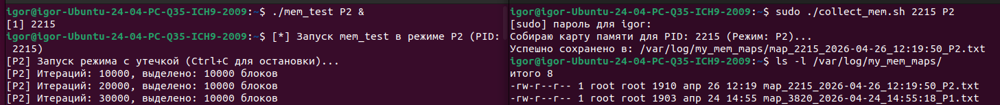 igor@igor-Ubuntu-24-04-PC-Q35-ICH9-2009:~$ ./mem_test P2 &
[1] 2215
igor@igor-Ubuntu-24-04-PC-Q35-ICH9-2009:~$ [*] Запуск mem_test в режиме P2 (PID:
 2215)
[P2] Запуск режима с утечкой (Ctrl+C для остановки)...
[P2] Итераций: 10000, выделено: 10000 блоков
[P2] Итераций: 20000, выделено: 10000 блоков
[P2] Итераций: 30000, выделено: 10000 блоков
igor@igor-Ubuntu-24-04-PC-Q35-ICH9-2009:~$ sudo ./collect_mem.sh 2215 P2
[sudo] пароль для igor:
Собираю карту памяти для PID: 2215 (Режим: P2)...
Успешно сохранено в: /var/log/my_mem_maps/map_2215_2026-04-26_12:19:50_P2.txt
igor@igor-Ubuntu-24-04-PC-Q35-ICH9-2009:~$ ls -l /var/log/my_mem_maps/
итого 8
-rw-r--r-- 1 root root 1910 апр 26 12:19 map_2215_2026-04-26_12:19:50_P2.txt
-rw-r--r-- 1 root root 1903 апр 24 14:55 map_3820_2026-04-24_14:55:18_P1.txt